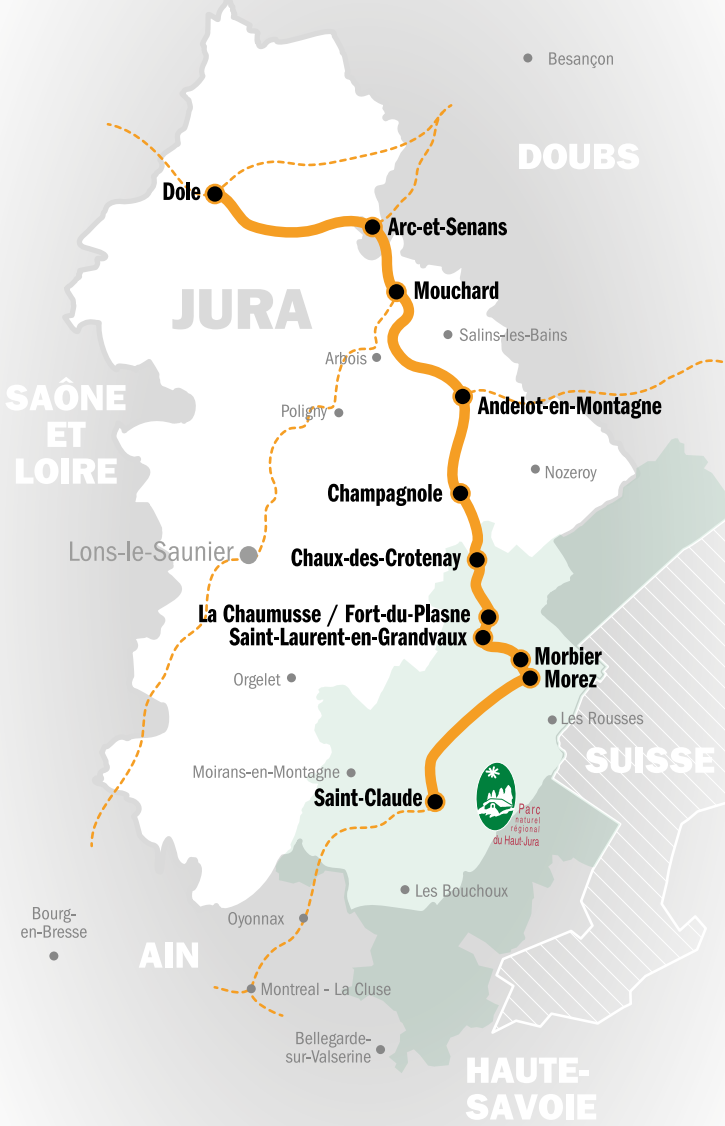 Besançon
DOUBS
Dole
Arc-et-Senans
Mouchard
JURA
Salins-les-Bains
Arbois
SAÔNE
ET
LOIRE
Poligny
Andelot-en-Montagne
Nozeroy
Champagnole
Lons-le-Saunier
Chaux-des-Crotenay
La Chaumusse / Fort-du-Plasne
Saint-Laurent-en-Grandvaux
Morbier
Morez
Orgelet
Les Rousses
SUISSE
Moirans-en-Montagne
Saint-Claude
Parc
naturel
régional
du Haut-Jura
Les Bouchoux
Bourg-
en-Bresse
Oyonnax
AIN
Montreal - La Cluse
Bellegarde-
sur-Valserine
HAUTE-
SAVOIE